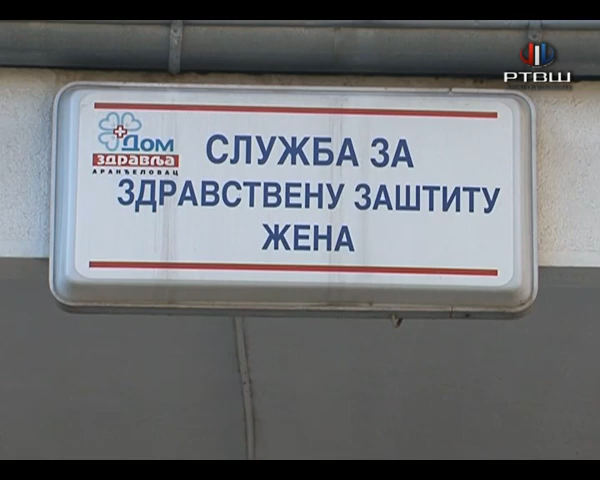 РТВШ
Дом
здравља
АРАНЂЕЛОВАЦ
СЛУЖБА ЗА
ЗДРАВСТВЕНУ ЗАШТИТУ
ЖЕНА